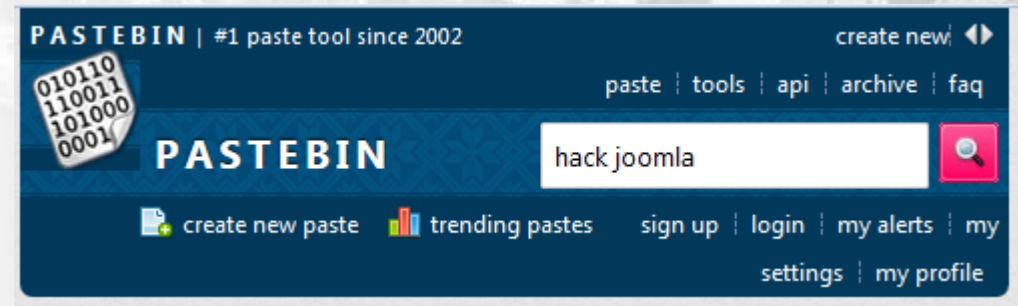 PASTEBIN | #1 paste tool since 2002 create new
paste | tools | api | archive | faq
010110
110011
101000
0001
PASTEBIN hack joomla
create new paste trending pastes sign up | login | my alerts | my
settings | my profile